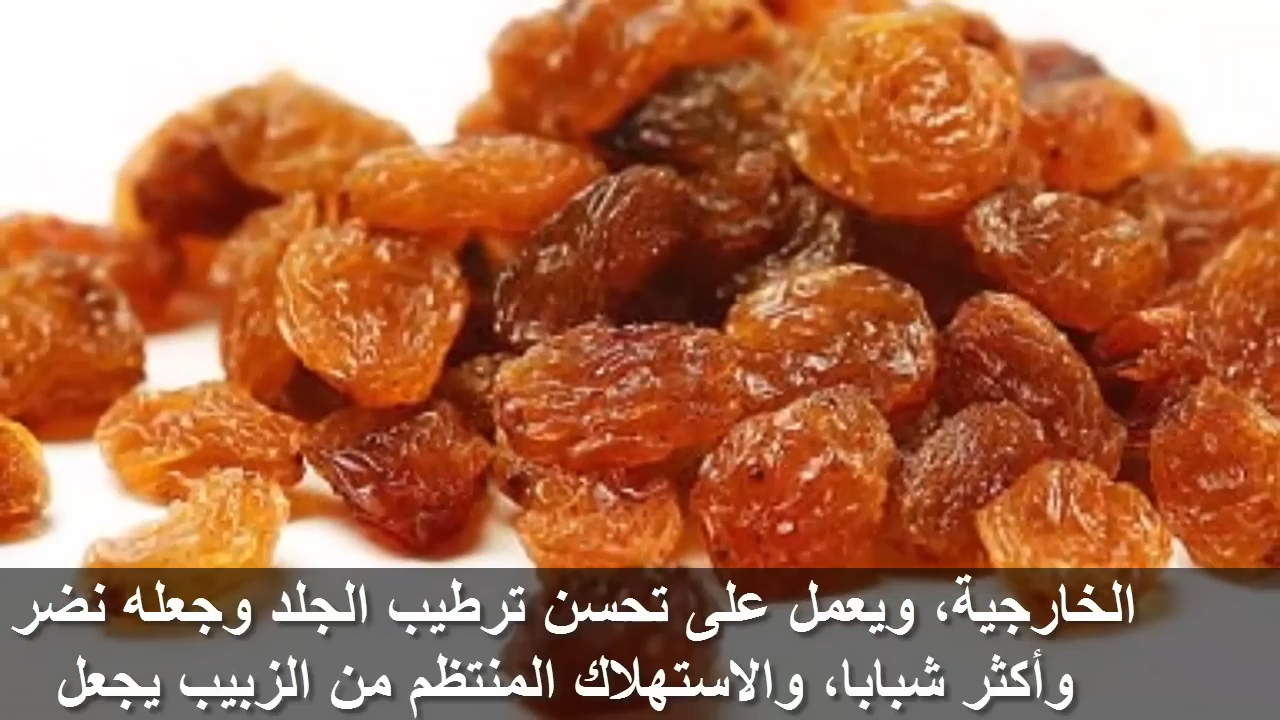 الخارجية، ويعمل على تحسن ترطيب الجلد وجعله نضر
وأكثر شبابا، والاستهلاك المنتظم من الزبيب يجعل